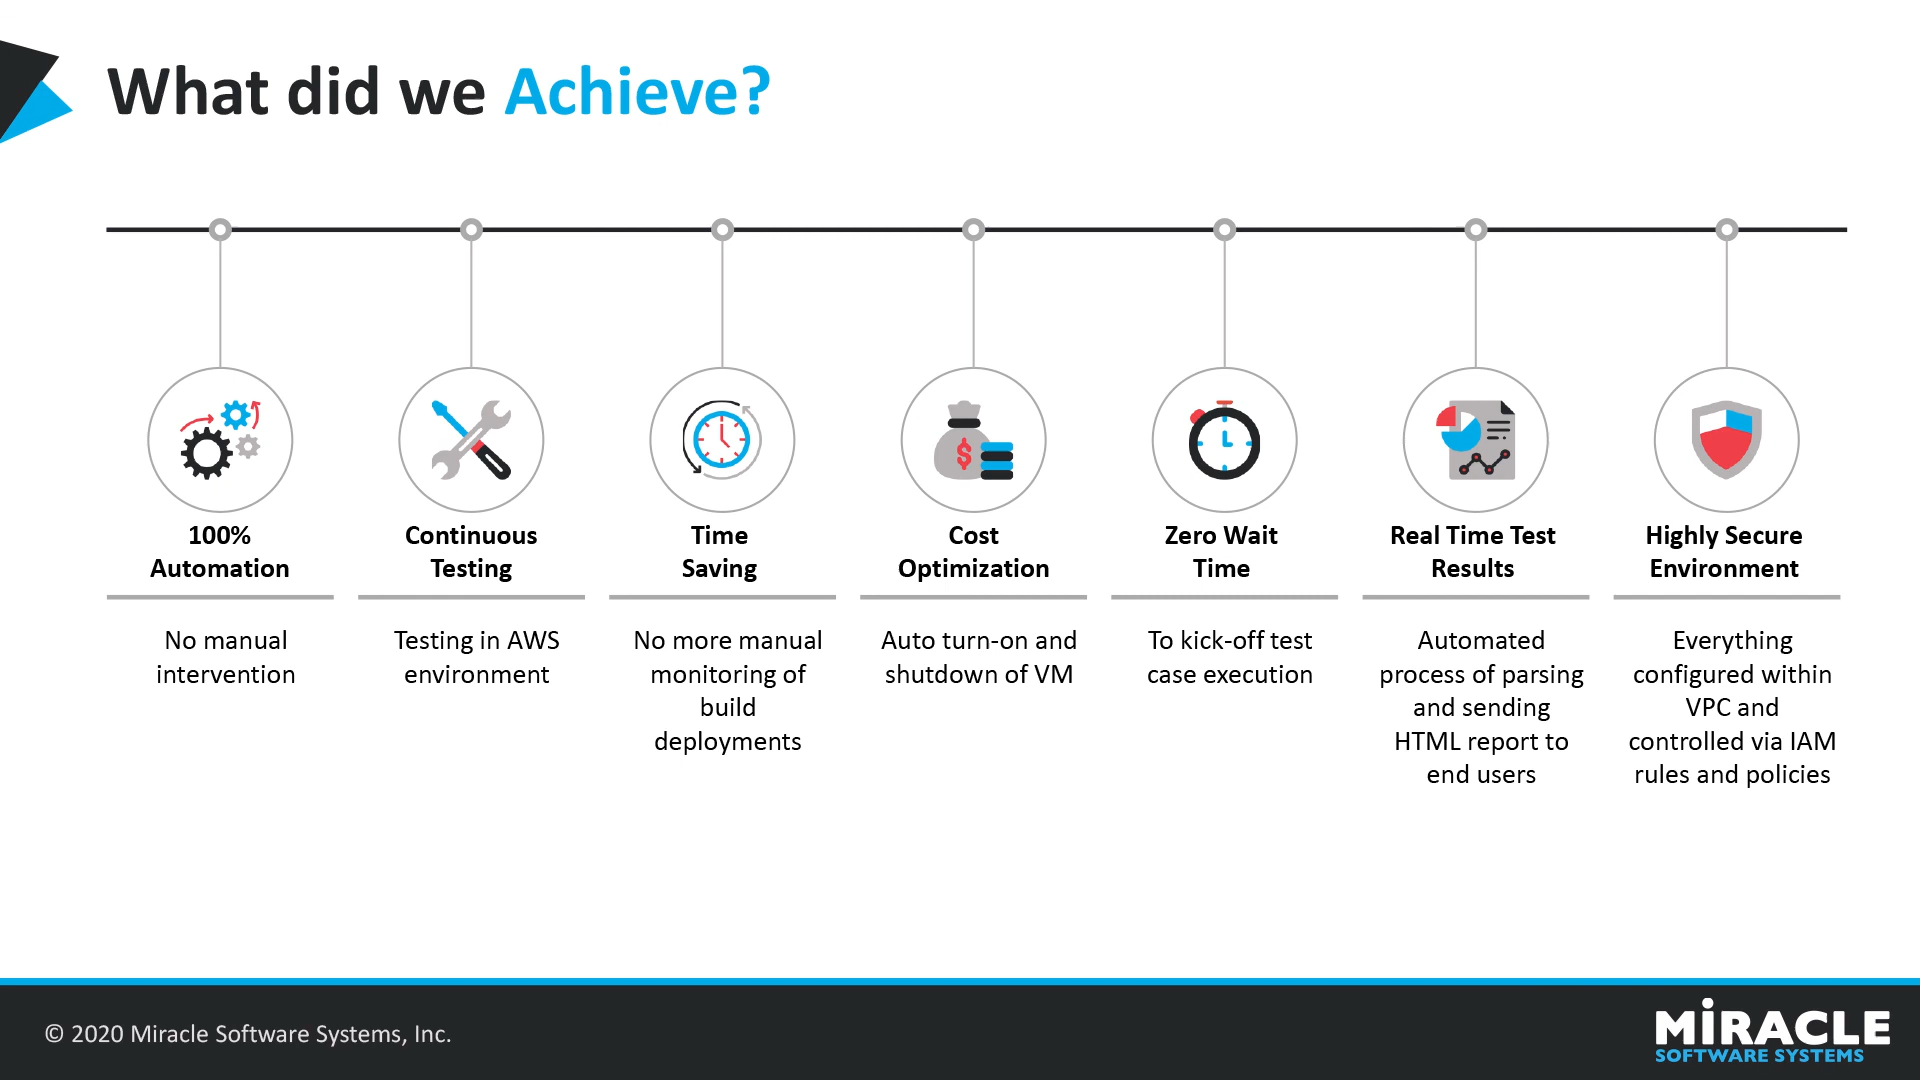 What did we Achieve?
100%
Automation
No manual
intervention
Continuous
Testing
Testing in AWS
environment
Time
Saving
No more manual
monitoring of
build
deployments
$
Cost
Optimization
Auto turn-on and
shutdown of VM
Zero Wait
Time
To kick-off test
case execution
Real Time Test
Results
Automated
process of parsing
and sending
HTML report to
end users
Highly Secure
Environment
Everything
configured within
VPC and
controlled via IAM
rules and policies
© 2020 Miracle Software Systems, Inc.
MiRACLE
SOFTWARE SYSTEMS